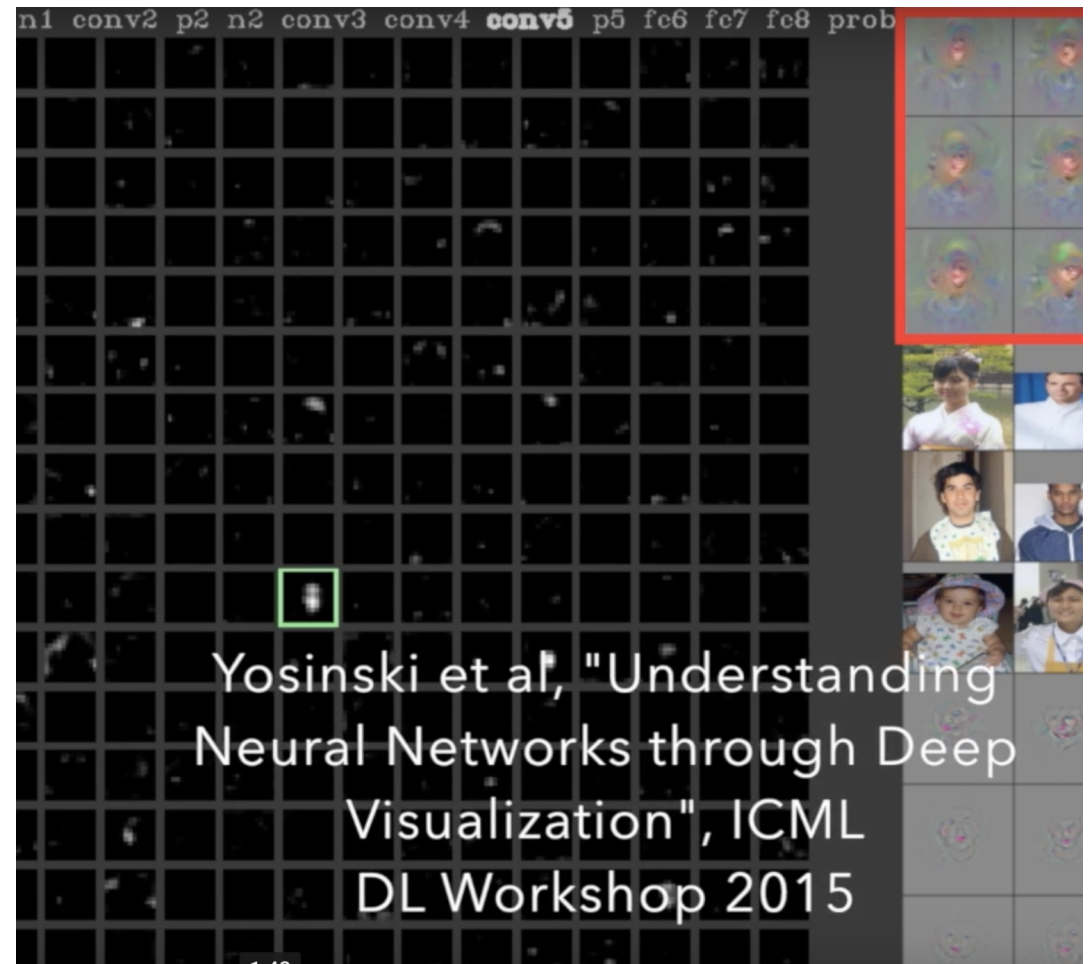 n1 conv2 p2 n2 conv3 conv4 conv5 p5 fc6 fc7 fc8 prob
Yosinski et al, "Understanding
Neural Networks through Deep
Visualization", ICML
DL Workshop 2015